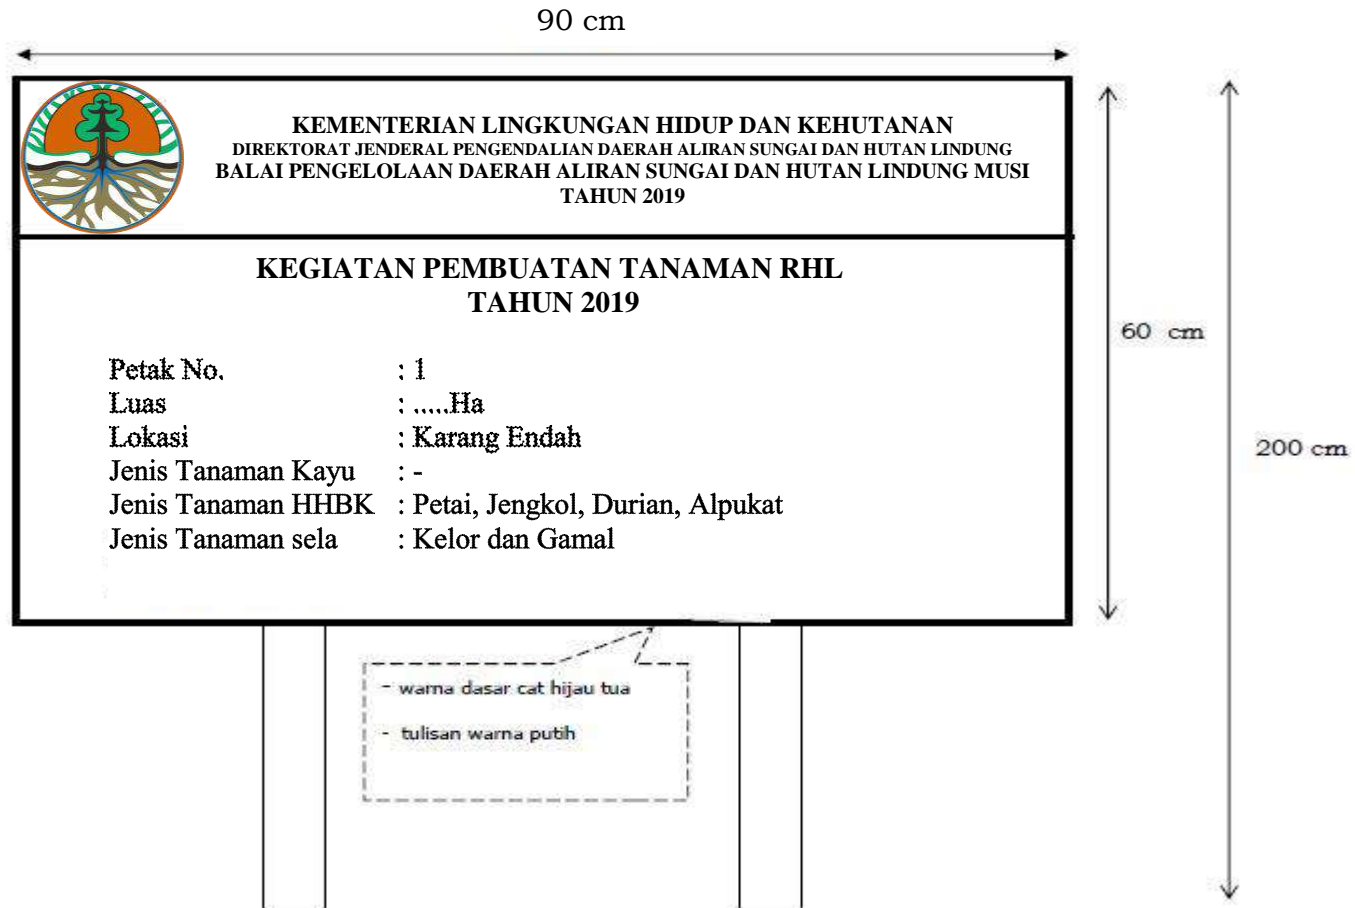 90 cm
KEMENTERIAN LINGKUNGAN HIDUP DAN KEHUTANAN
DIREKTORAT JENDERAL PENGENDALIAN DAERAH ALIRAN SUNGAI DAN HUTAN LINDUNG
BALAI PENGELOLAAN DAERAH ALIRAN SUNGAI DAN HUTAN LINDUNG MUSI
TAHUN 2019
KEGIATAN PEMBUATAN TANAMAN RHL
TAHUN 2019
Petak No. : 1
Luas : .....Ha
Lokasi : Karang Endah
Jenis Tanaman Kayu : -
Jenis Tanaman HHBK : Petai, Jengkol, Durian, Alpukat
Jenis Tanaman sela : Kelor dan Gamal
60 cm
200 cm
- warna dasar cat hijau tua
- tulisan warna putih